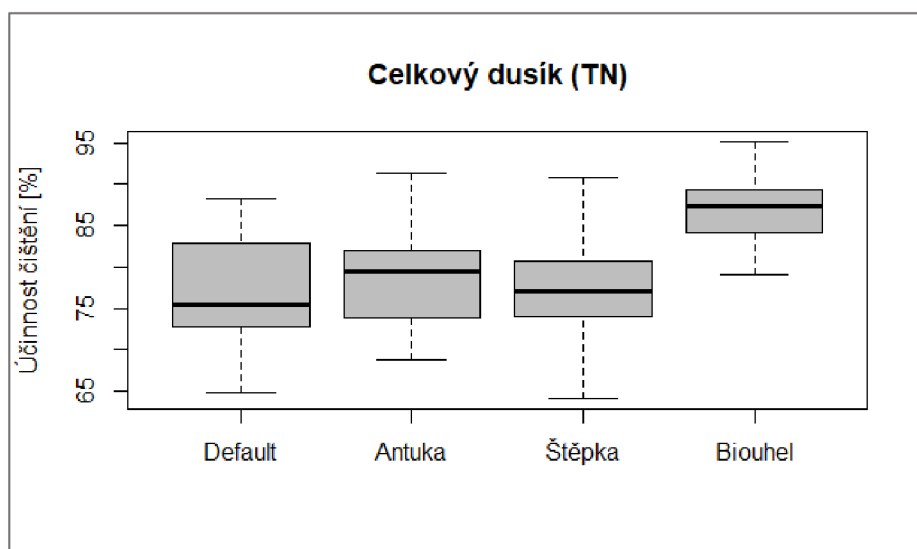 Celkový dusík (TN)
Účinnost čištění [%]
95
85
75
65
Default Antuka Štěpka Biouhel